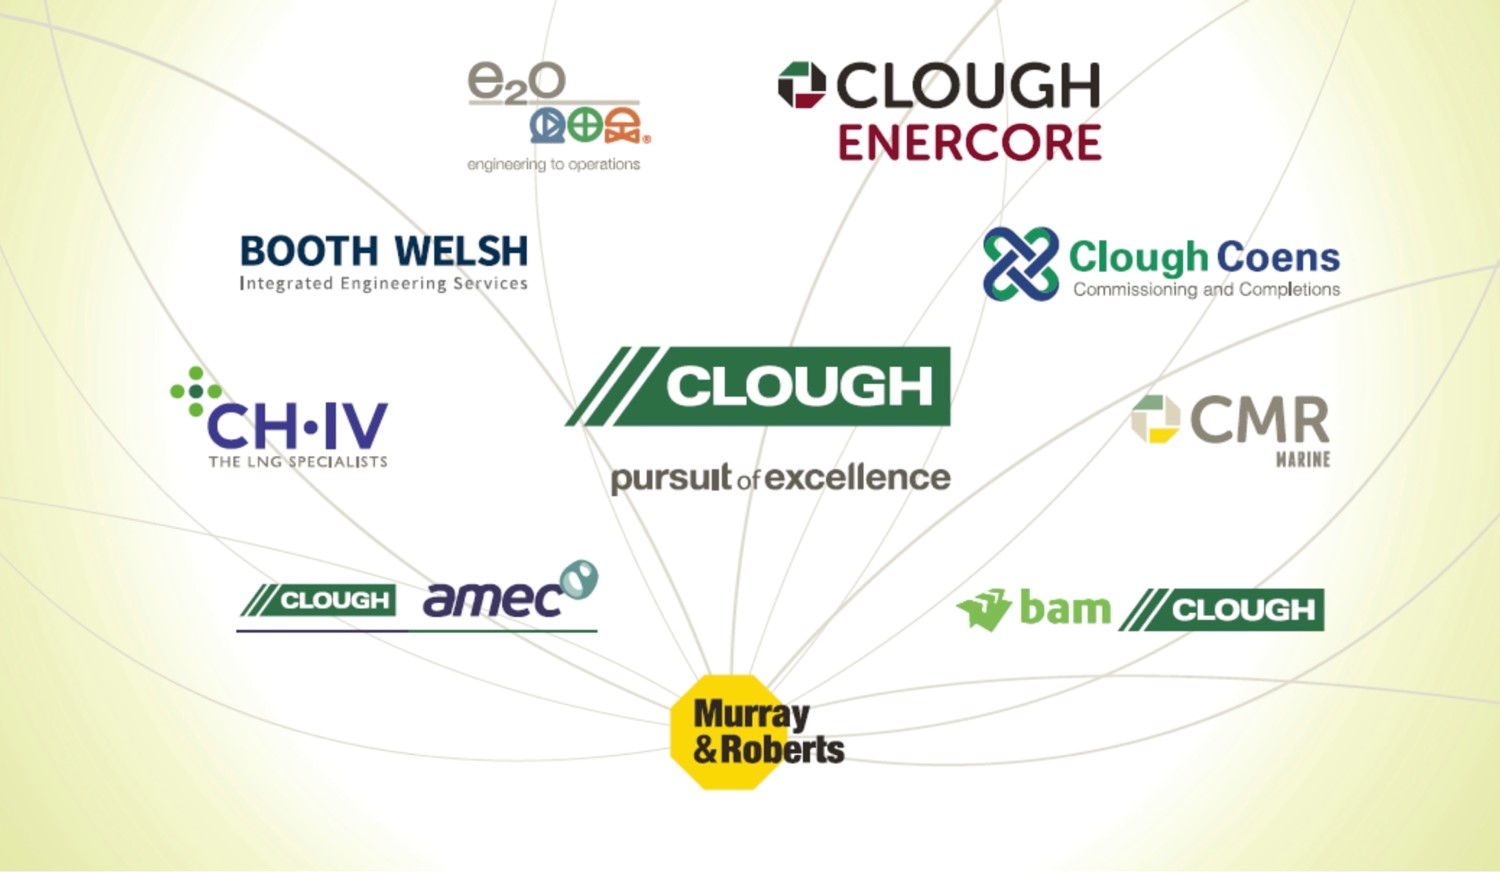 e2o
engineering to operations
CLOUGH
ENERCORE
BOOTH WELSH
Integrated Engineering Services
Clough Coens
Commissioning and Completions
CH·IV
THE LNG SPECIALISTS
CLOUGH
pursuit of excellence
CMR
MARINE
CLOUGH amec
bam CLOUGH
Murray
&Roberts